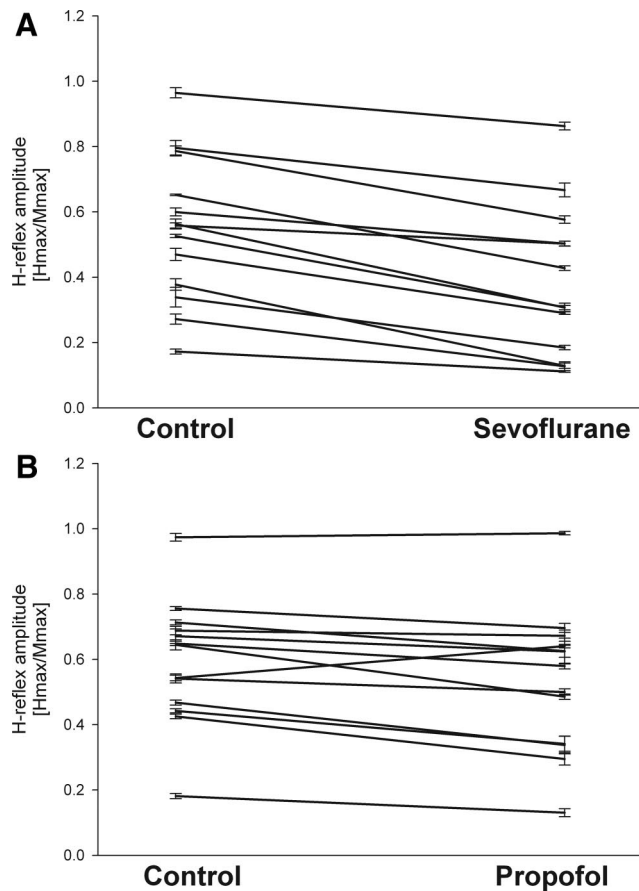 A
1.2
1.0
0.8
0.6
0.4
0.2
0.0
H-reflex amplitude
[Hmax/Mmax]
Control Sevoflurane
B
1.2
1.0
0.8
0.6
0.4
0.2
0.0
H-reflex amplitude
[Hmax/Mmax]
Control Propofol